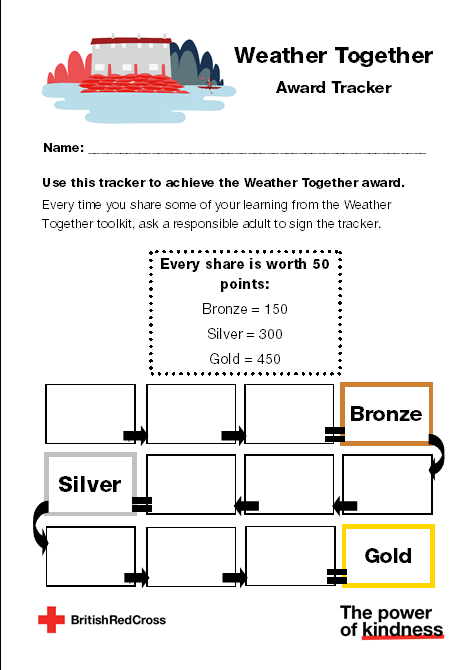 Weather Together
Award Tracker
Name: ________________________________________________
Use this tracker to achieve the Weather Together award.
Every time you share some of your learning from the Weather
Together toolkit, ask a responsible adult to sign the tracker.
Every share is worth 50
points:
Bronze = 150
Silver = 300
Gold = 450
Bronze
Silver
Gold
BritishRedCross
The power
of kindness